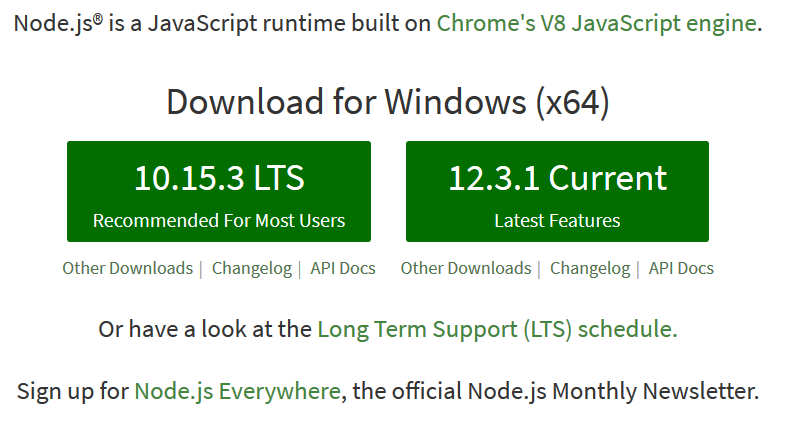 Node.js® is a JavaScript runtime built on Chrome's V8 JavaScript engine.
Download for Windows (x64)
10.15.3 LTS
Recommended For Most Users
Other Downloads | Changelog | API Docs
12.3.1 Current
Latest Features
Other Downloads | Changelog | API Docs
Or have a look at the Long Term Support (LTS) schedule.
Sign up for Node.js Everywhere, the official Node.js Monthly Newsletter.